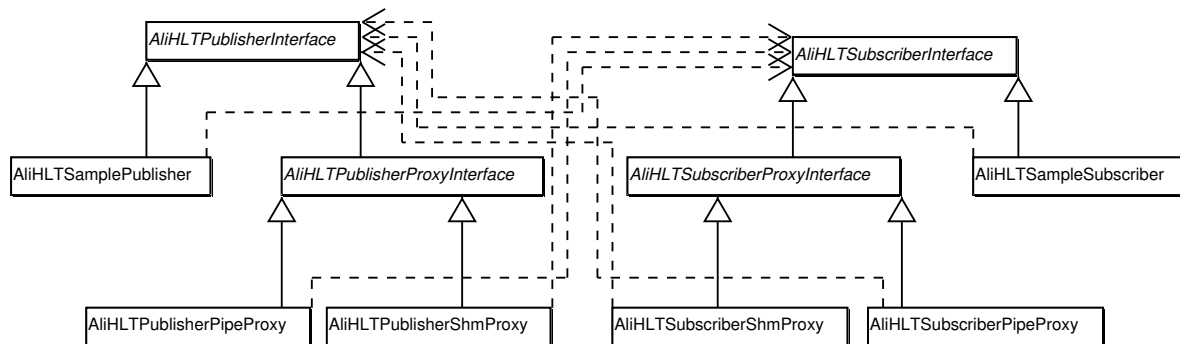 AliHLTPublisherInterface
AliHLTSubscriberInterface
AliHLTSamplePublisher
AliHLTPublisherProxyInterface
AliHLTSubscriberProxyInterface
AliHLTSampleSubscriber
AliHLTPublisherPipeProxy
AliHLTPublisherShmProxy
AliHLTSubscriberShmProxy
AliHLTSubscriberPipeProxy